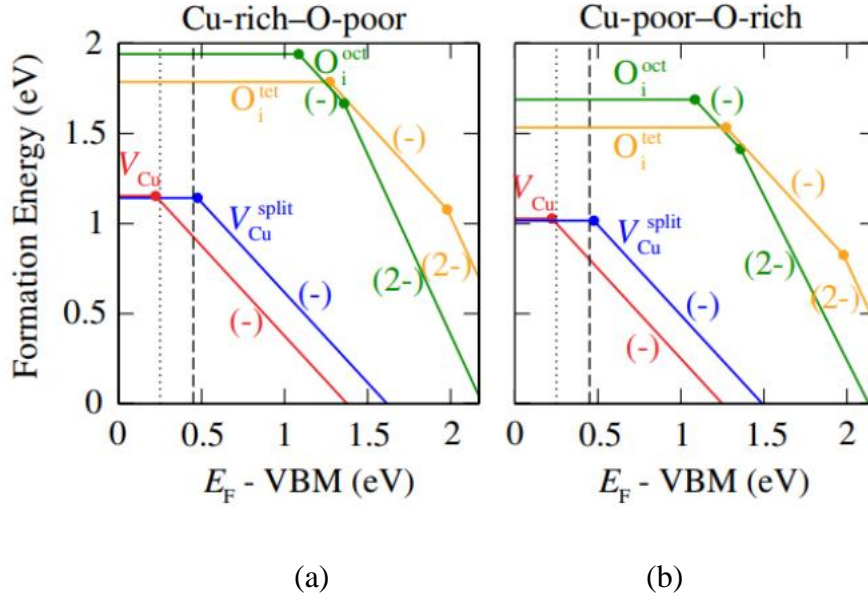 Cu-rich–O-poor
Cu-poor–O-rich
Formation Energy (eV)
2
1.5
1
0.5
0
O_i^oct
(-)
O_i^tet
(-)
V_Cu
V_Cu^split
(2-)
(2-)
(-)
(-)
0 0.5 1 1.5 2
E_F - VBM (eV)
O_i^oct
(-)
O_i^tet
(-)
V_Cu
V_Cu^split
(2-)
(2-)
(-)
(-)
0 0.5 1 1.5 2
E_F - VBM (eV)
(a)
(b)